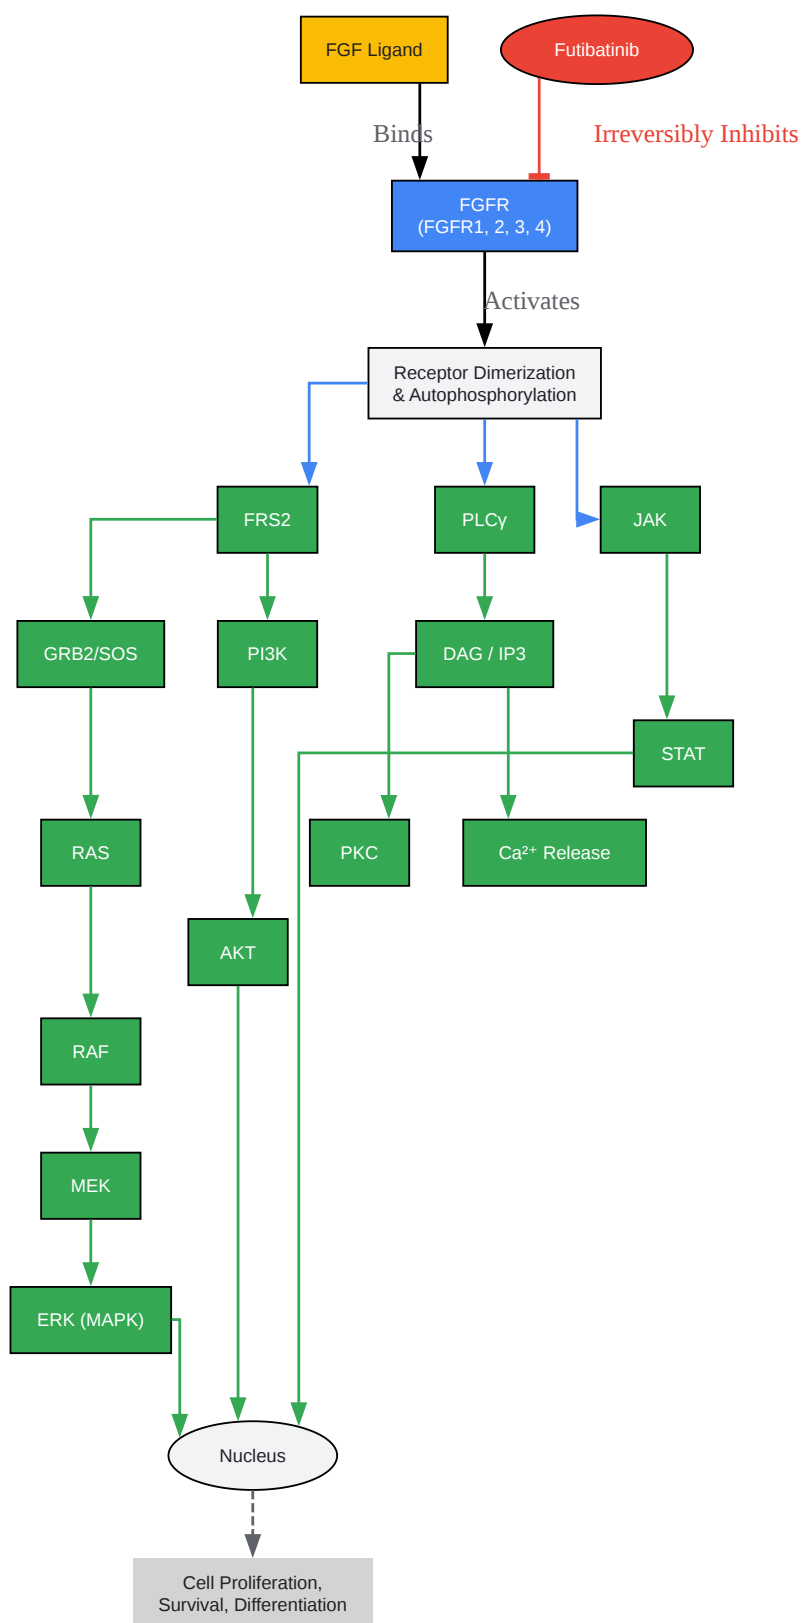 FGF Ligand
Futibatinib
Binds
Irreversibly Inhibits
FGFR
(FGFR1, 2, 3, 4)
Activates
Receptor Dimerization
& Autophosphorylation
FRS2
PLCγ
JAK
GRB2/SOS
PI3K
DAG / IP3
STAT
RAS
PKC
Ca²⁺ Release
AKT
RAF
MEK
ERK (MAPK)
Nucleus
Cell Proliferation,
Survival, Differentiation